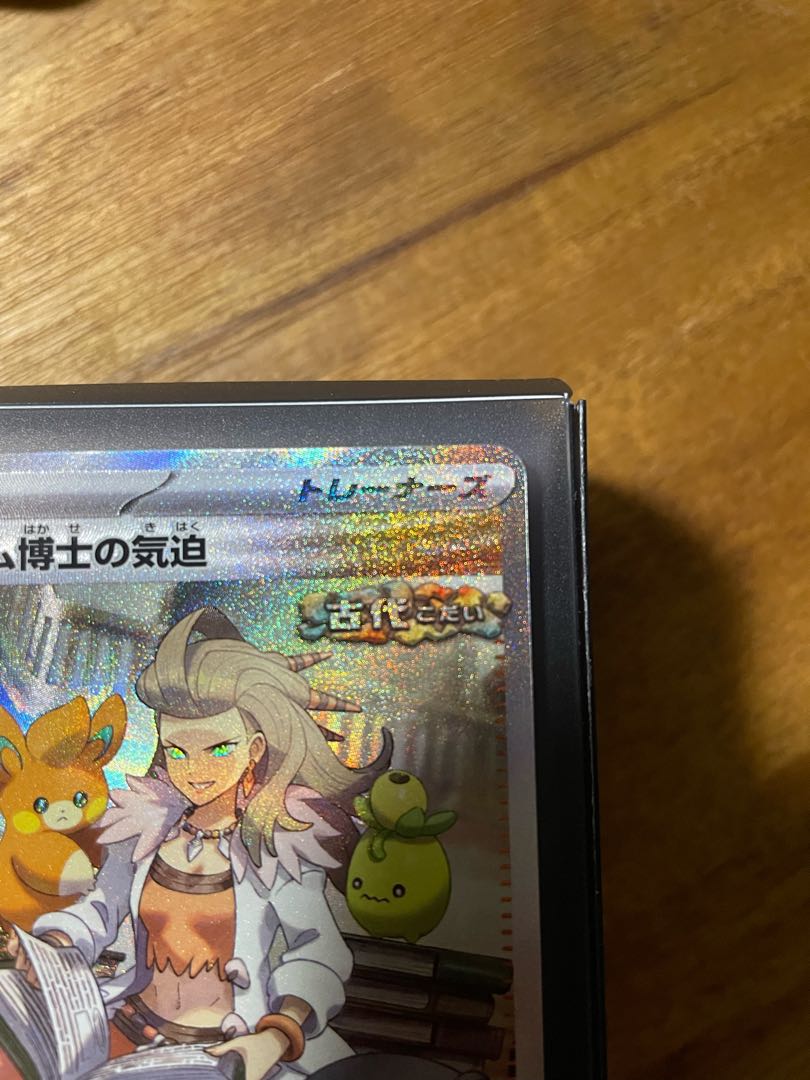 トレーナーズ
はかせ きはく
ム博士の気迫
古代 こだい